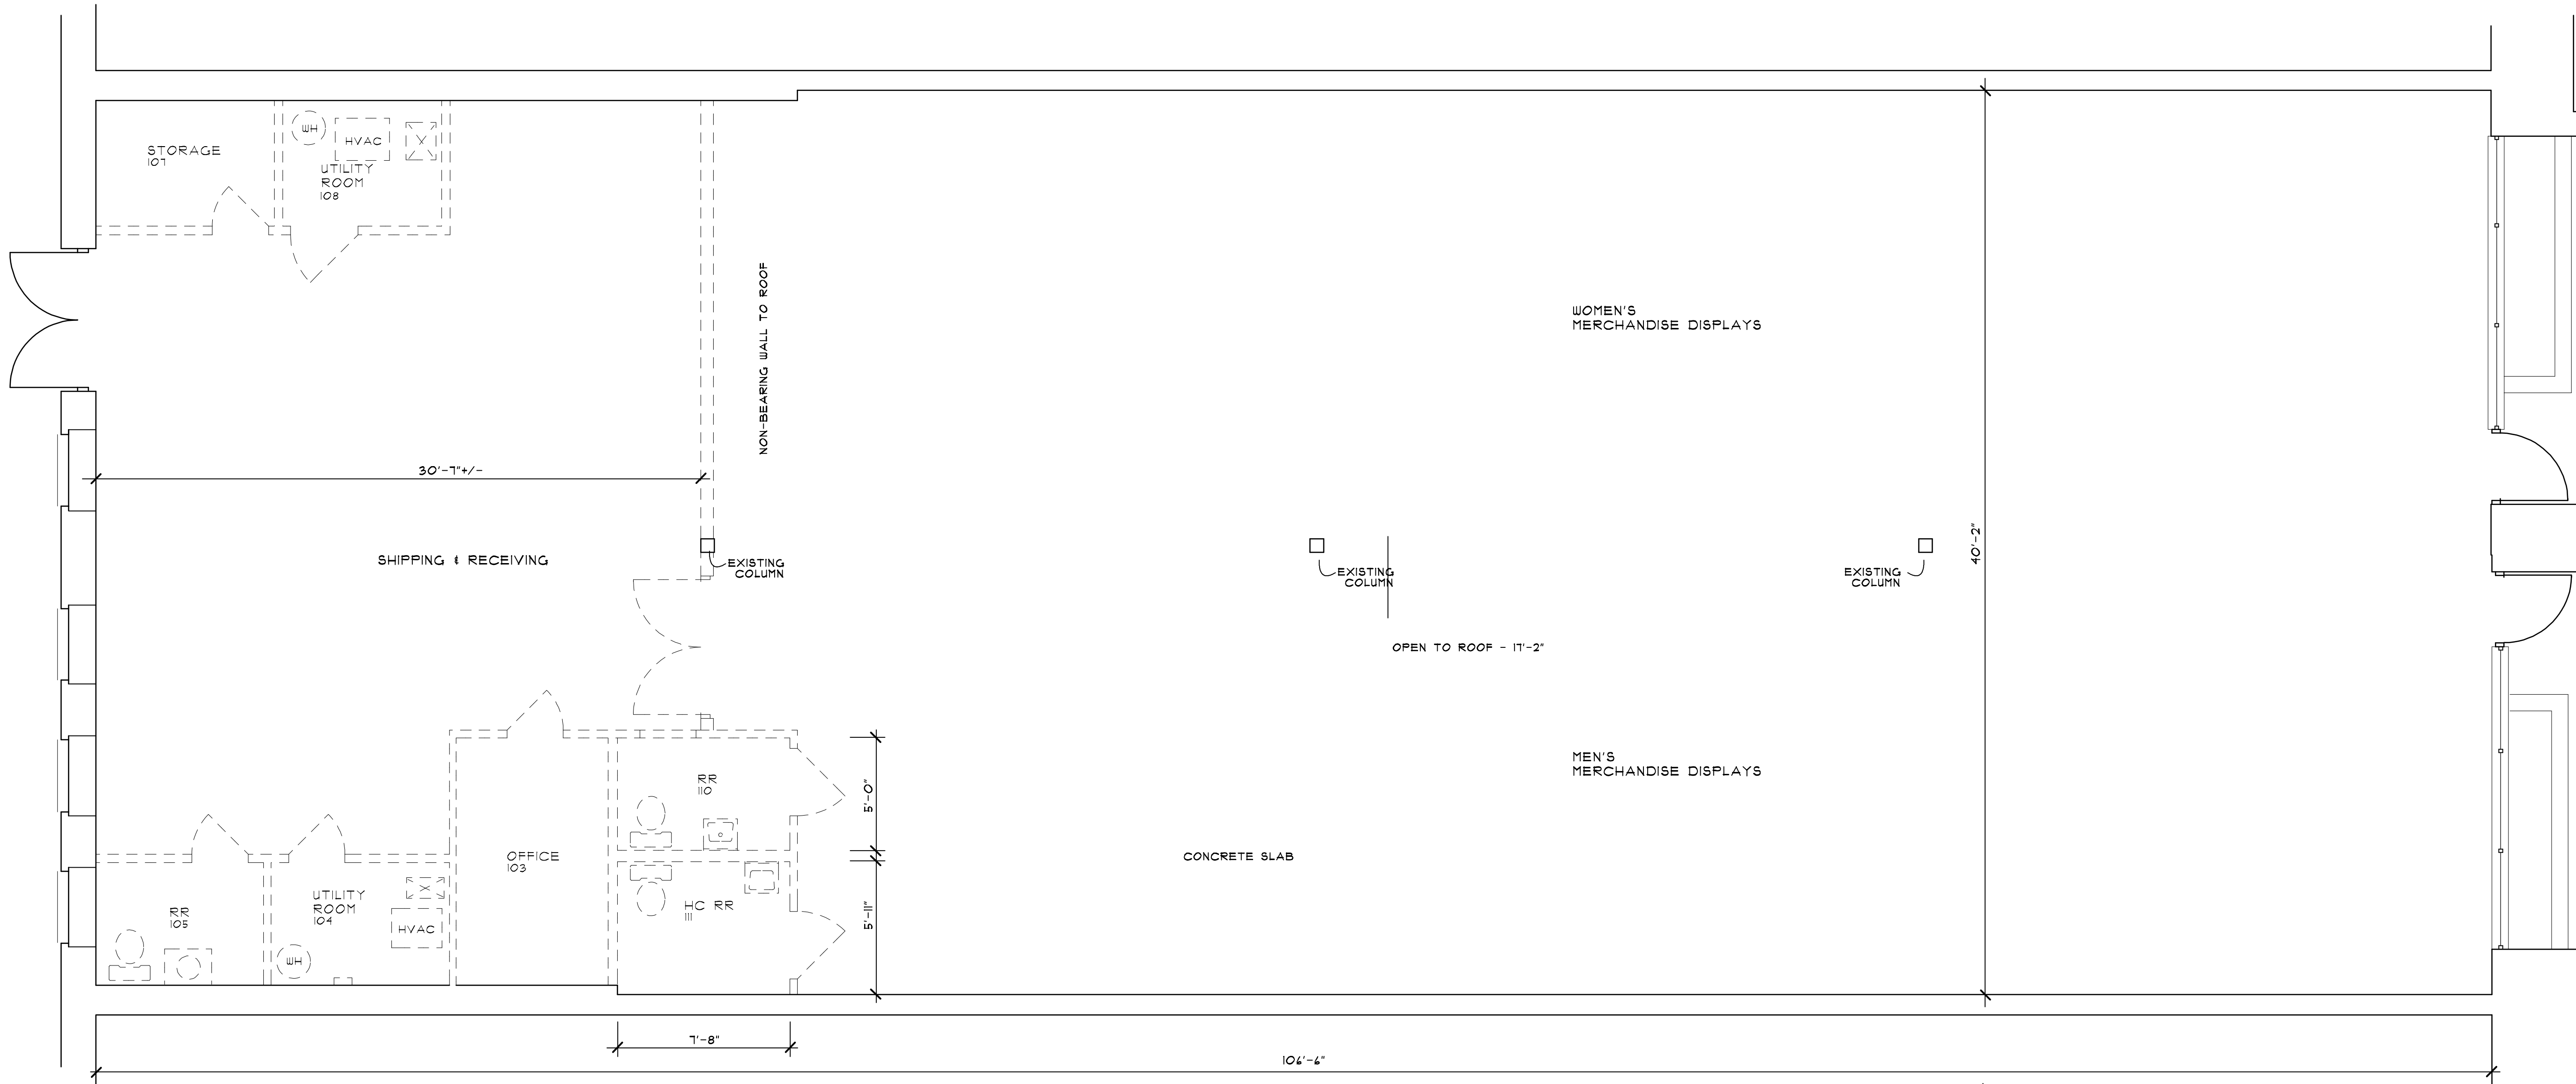 STORAGE
107
WH
HVAC
UTILITY
ROOM
108
NON-BEARING WALL TO ROOF
WOMEN'S
MERCHANDISE DISPLAYS
30'-7"+/-
SHIPPING & RECEIVING
EXISTING
COLUMN
EXISTING
COLUMN
EXISTING
COLUMN
40'-2"
OPEN TO ROOF - 17'-2"
MEN'S
MERCHANDISE DISPLAYS
RR
110
5'-0"
OFFICE
103
CONCRETE SLAB
UTILITY
ROOM
104
HVAC
WH
RR
105
HC RR
111
5'-11"
7'-8"
106'-6"